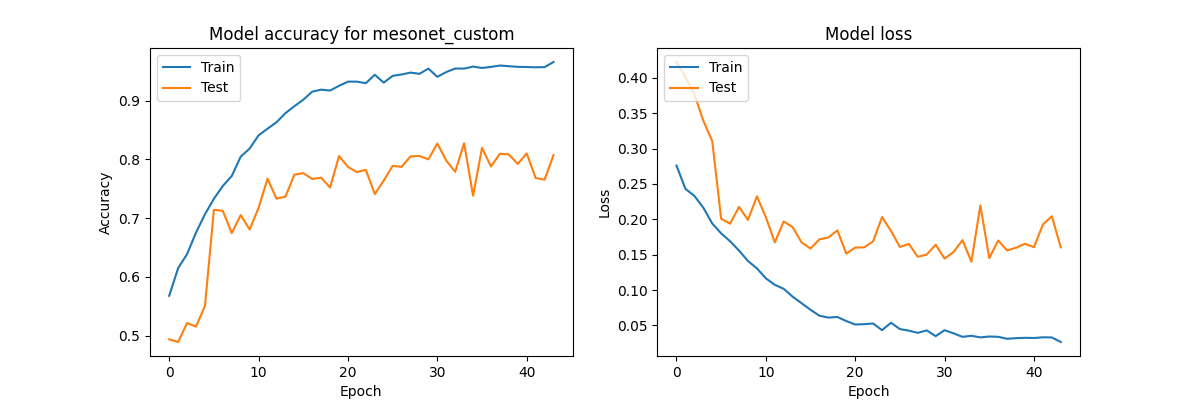 Model accuracy for mesonet_custom
Train
Test
0.9
0.8
0.7
0.6
0.5
Accuracy
0
10
20
30
40
Epoch
Model loss
Train
Test
0.40
0.35
0.30
0.25
0.20
0.15
0.10
0.05
Loss
0
10
20
30
40
Epoch